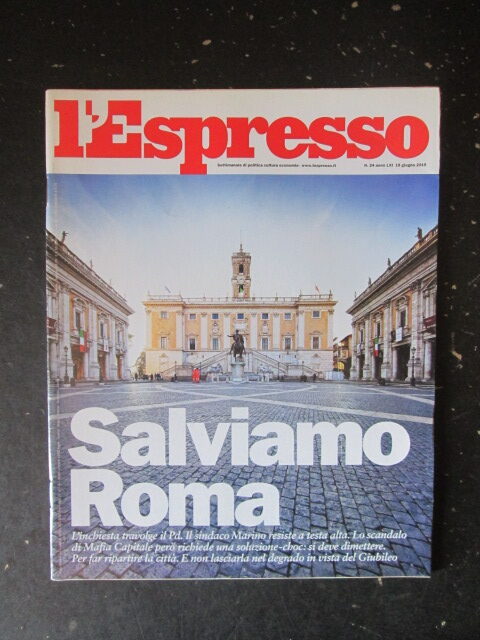 l'Espresso
Settimanale di politica cultura economia - www.lespresso.it
N. 24 anno LXI 18 giugno 2015
Salviamo
Roma
L'inchiesta travolge il Pd. Il sindaco Marino resiste a testa alta. Lo scandalo
di Mafia Capitale però richiede una soluzione-choc: si deve dimettere.
Per far ripartire la città. E non lasciarla nel degrado in vista del Giubileo